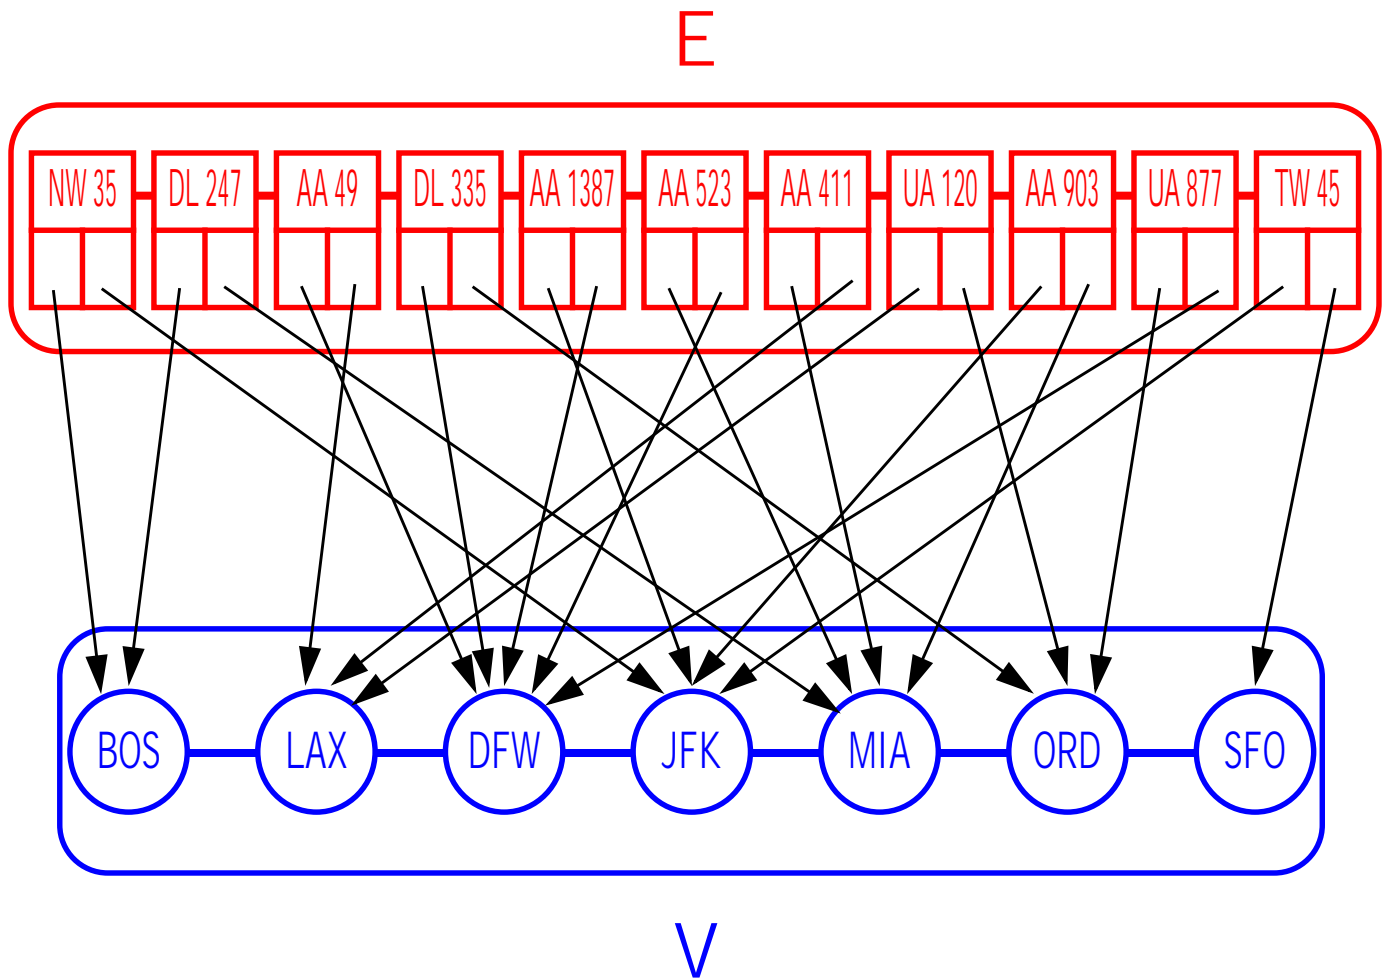 E
NW 35 DL 247 AA 49 DL 335 AA 1387 AA 523 AA 411 UA 120 AA 903 UA 877 TW 45
BOS LAX DFW JFK MIA ORD SFO
V